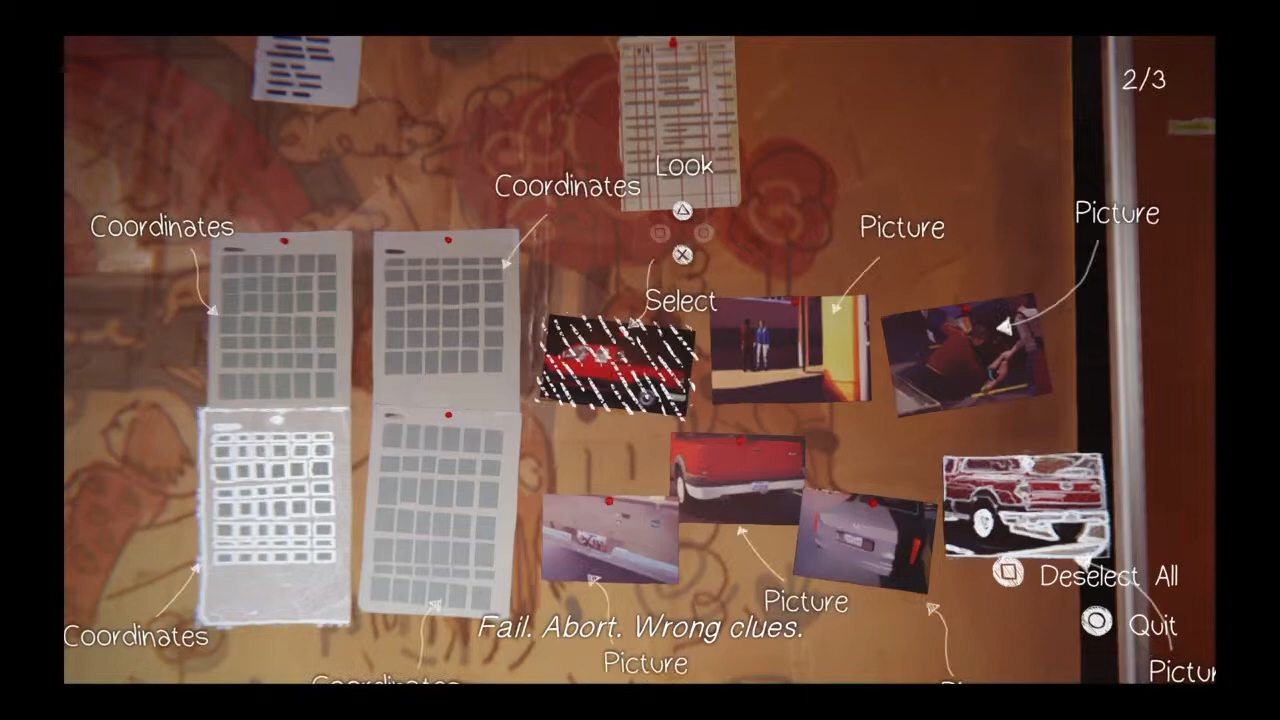 2/3
Look
Coordinates
Picture
Picture
Coordinates
Select
Deselect All
Picture
Quit
Fail. Abort. Wrong clues.
Coordinates
Picture